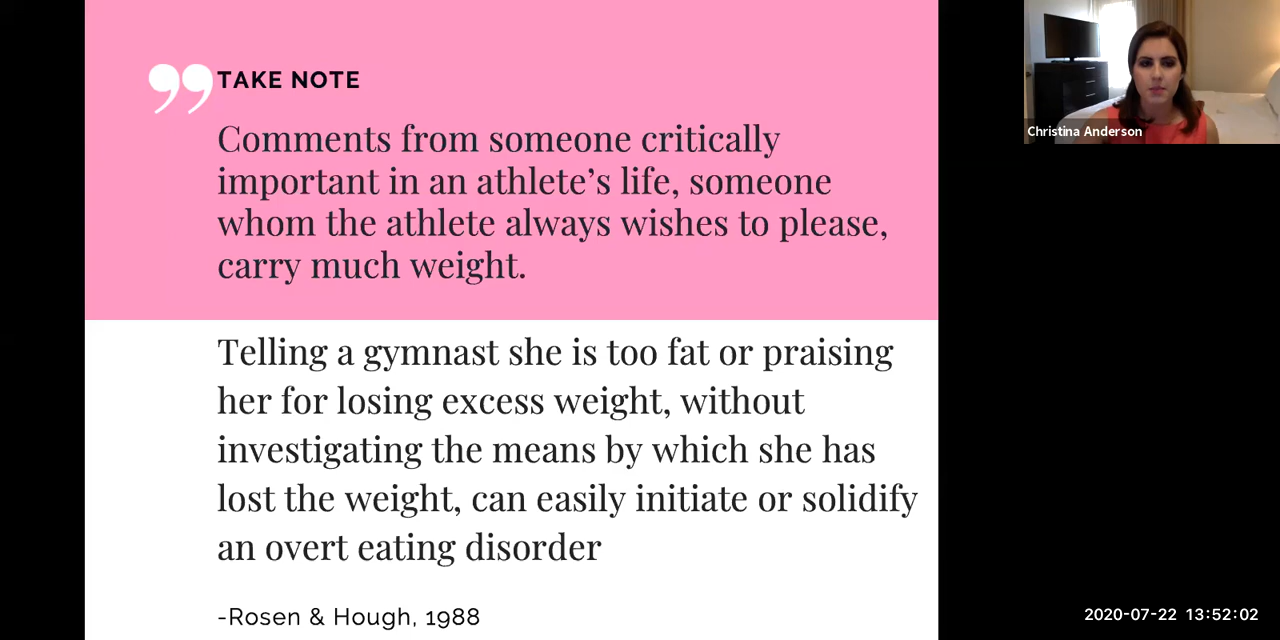 TAKE NOTE
Comments from someone critically
important in an athlete’s life, someone
whom the athlete always wishes to please,
carry much weight.
Telling a gymnast she is too fat or praising
her for losing excess weight, without
investigating the means by which she has
lost the weight, can easily initiate or solidify
an overt eating disorder
-Rosen & Hough, 1988
Christina Anderson
2020-07-22 13:52:02